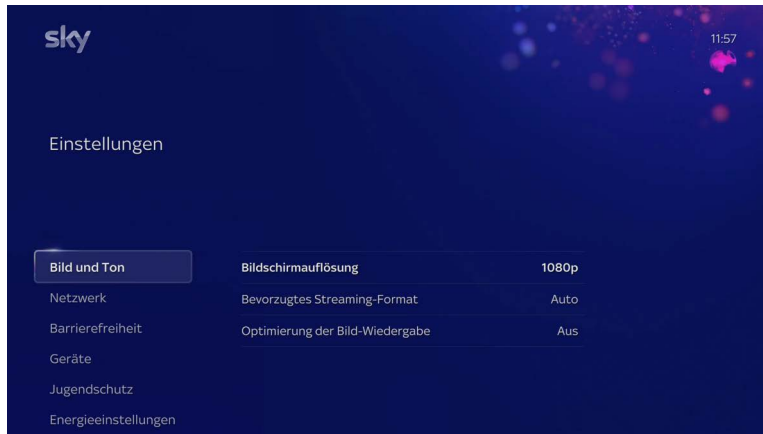 sky
11:57
Einstellungen
Bild und Ton
Netzwerk
Barrierefreiheit
Geräte
Jugendschutz
Energieeinstellungen
Bildschirmauflösung 1080p
Bevorzugtes Streaming-Format Auto
Optimierung der Bild-Wiedergabe Aus